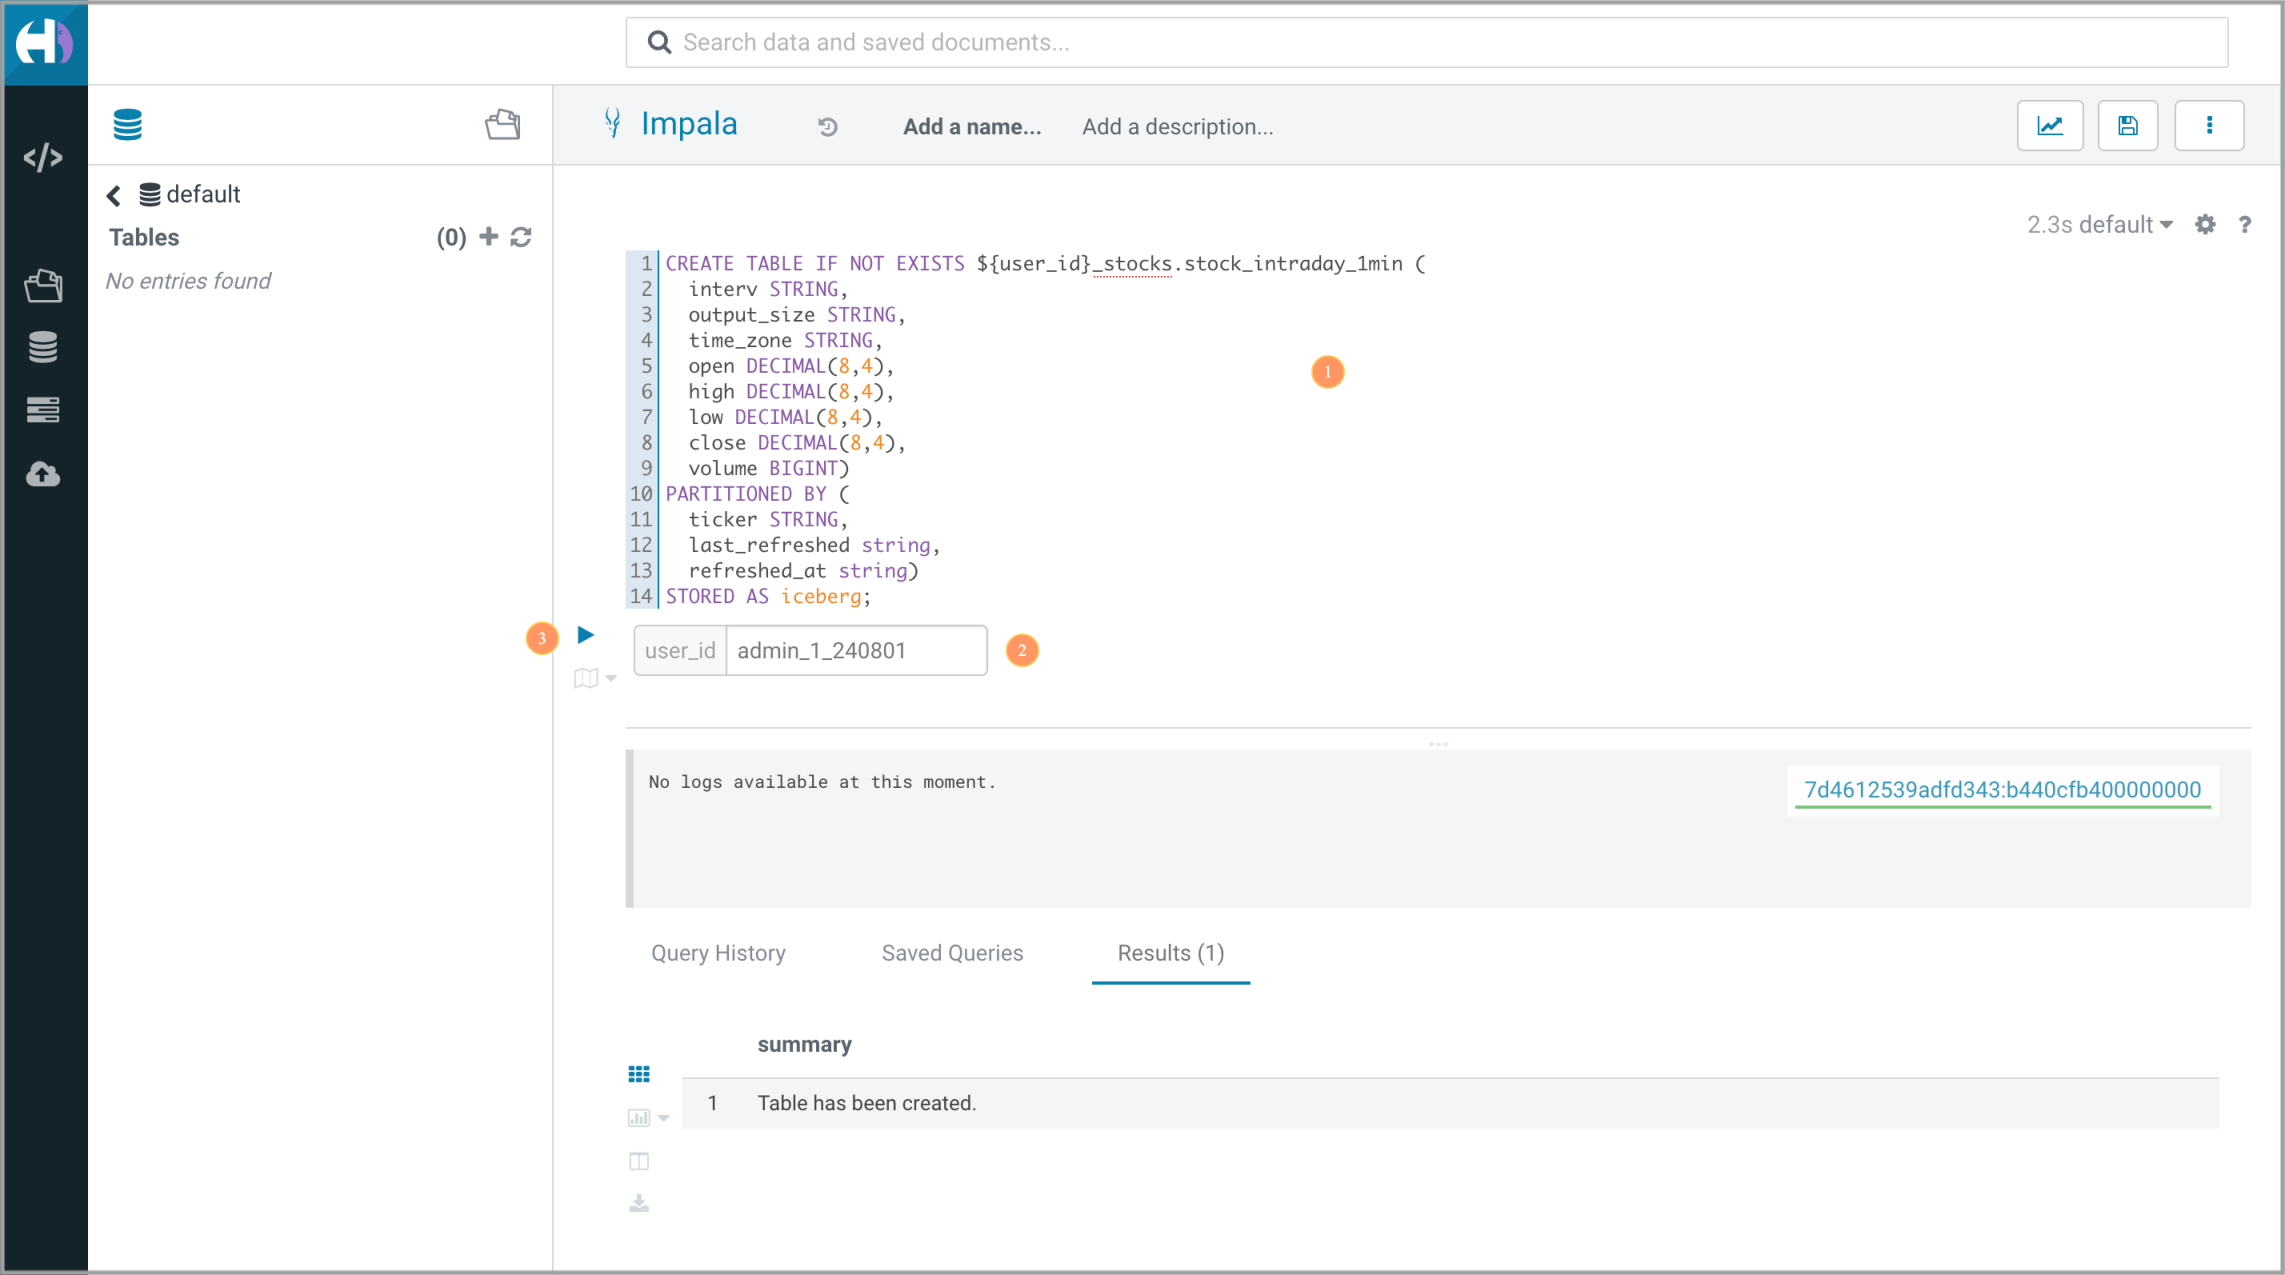 Search data and saved documents...
Impala
Add a name...
Add a description...
default
Tables
(0)
No entries found
2.3s default
?
1 CREATE TABLE IF NOT EXISTS ${user_id}_stocks.stock_intraday_1min (
2 interv STRING,
3 output_size STRING,
4 time_zone STRING,
5 open DECIMAL(8,4),
6 high DECIMAL(8,4),
7 low DECIMAL(8,4),
8 close DECIMAL(8,4),
9 volume BIGINT)
10 PARTITIONED BY (
11 ticker STRING,
12 last_refreshed string,
13 refreshed_at string)
14 STORED AS iceberg;
1
3
user_id admin_1_240801
2
No logs available at this moment.
7d4612539adfd343:b440cfb400000000
Query History
Saved Queries
Results (1)
summary
1 Table has been created.